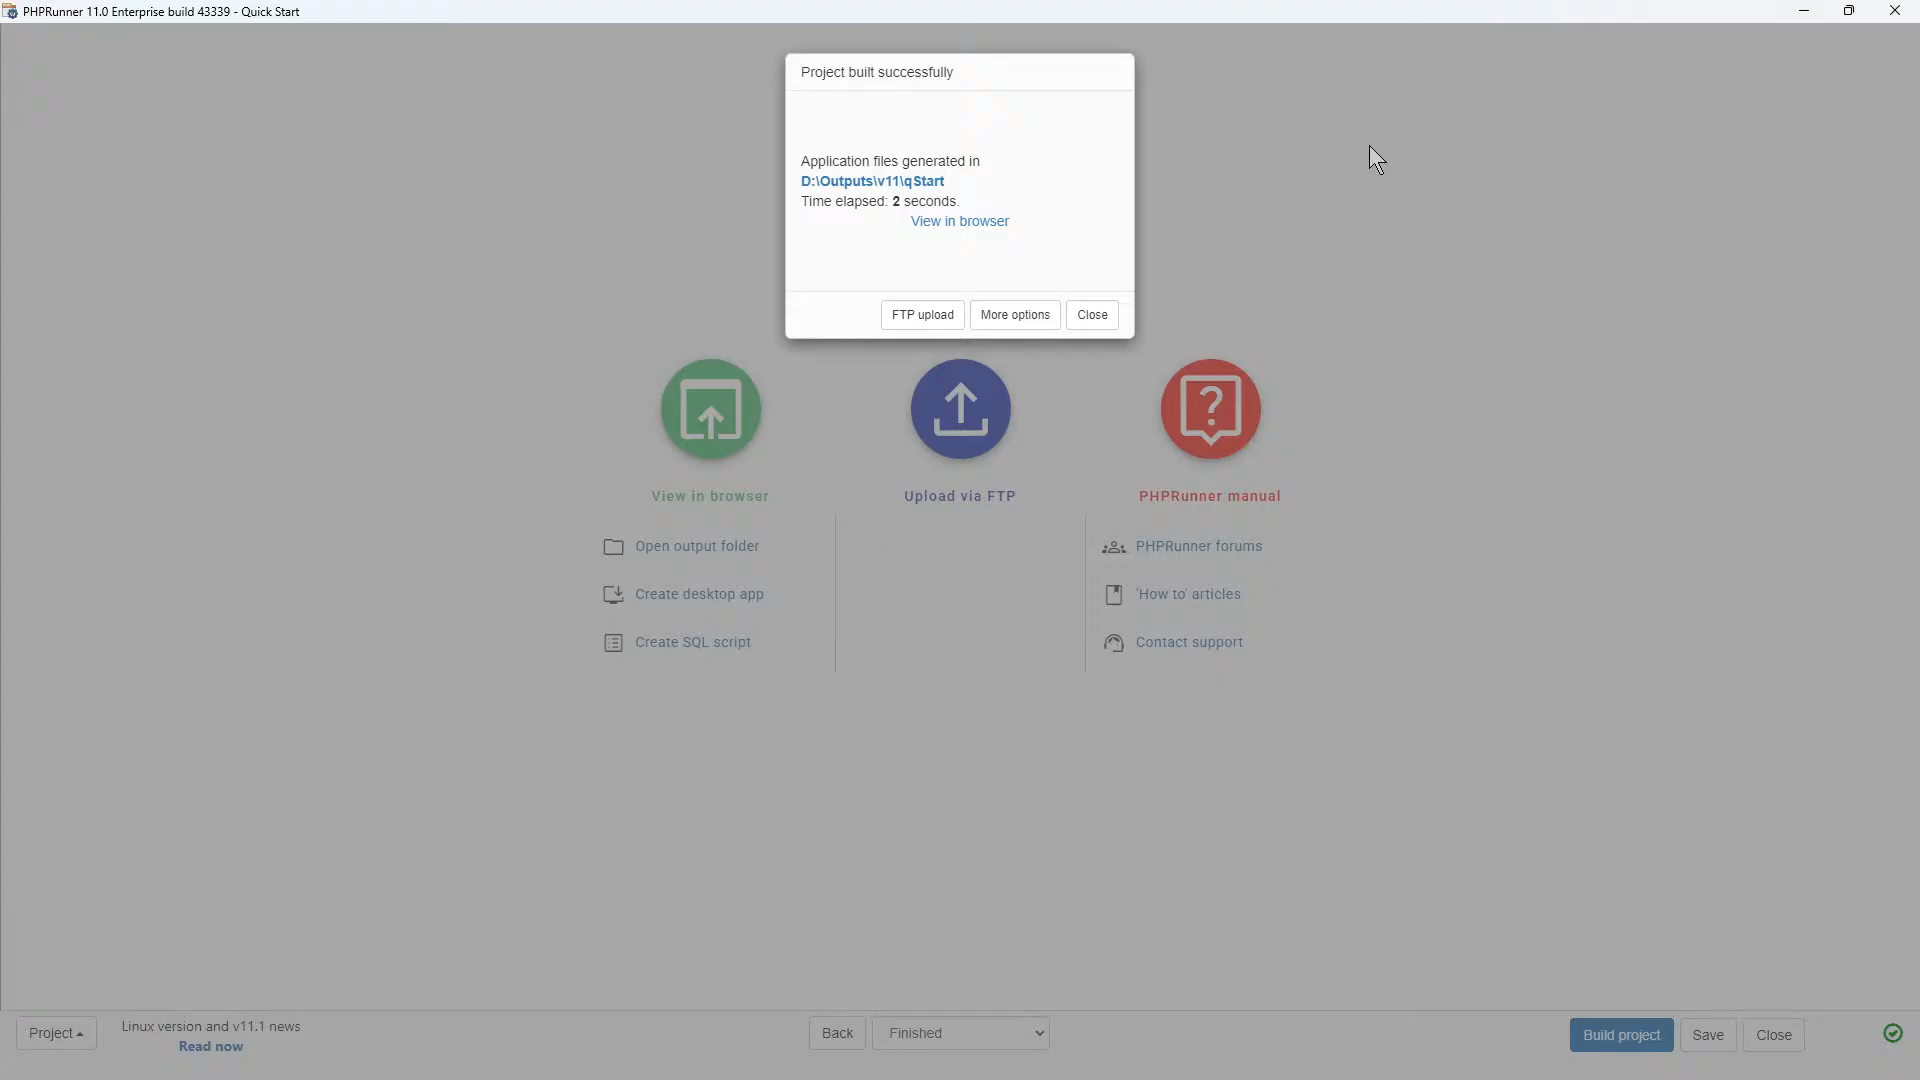 PHPRunner 11.0 Enterprise build 43339 - Quick Start
Project built successfully
Application files generated in
D:\Outputs\v11\qStart
Time elapsed: 2 seconds.
View in browser
FTP upload
More options
Close
View in browser
Upload via FTP
PHPRunner manual
Open output folder
PHPRunner forums
Create desktop app
'How to' articles
Create SQL script
Contact support
Project
Linux version and v11.1 news
Read now
Back
Finished
Build project
Save
Close